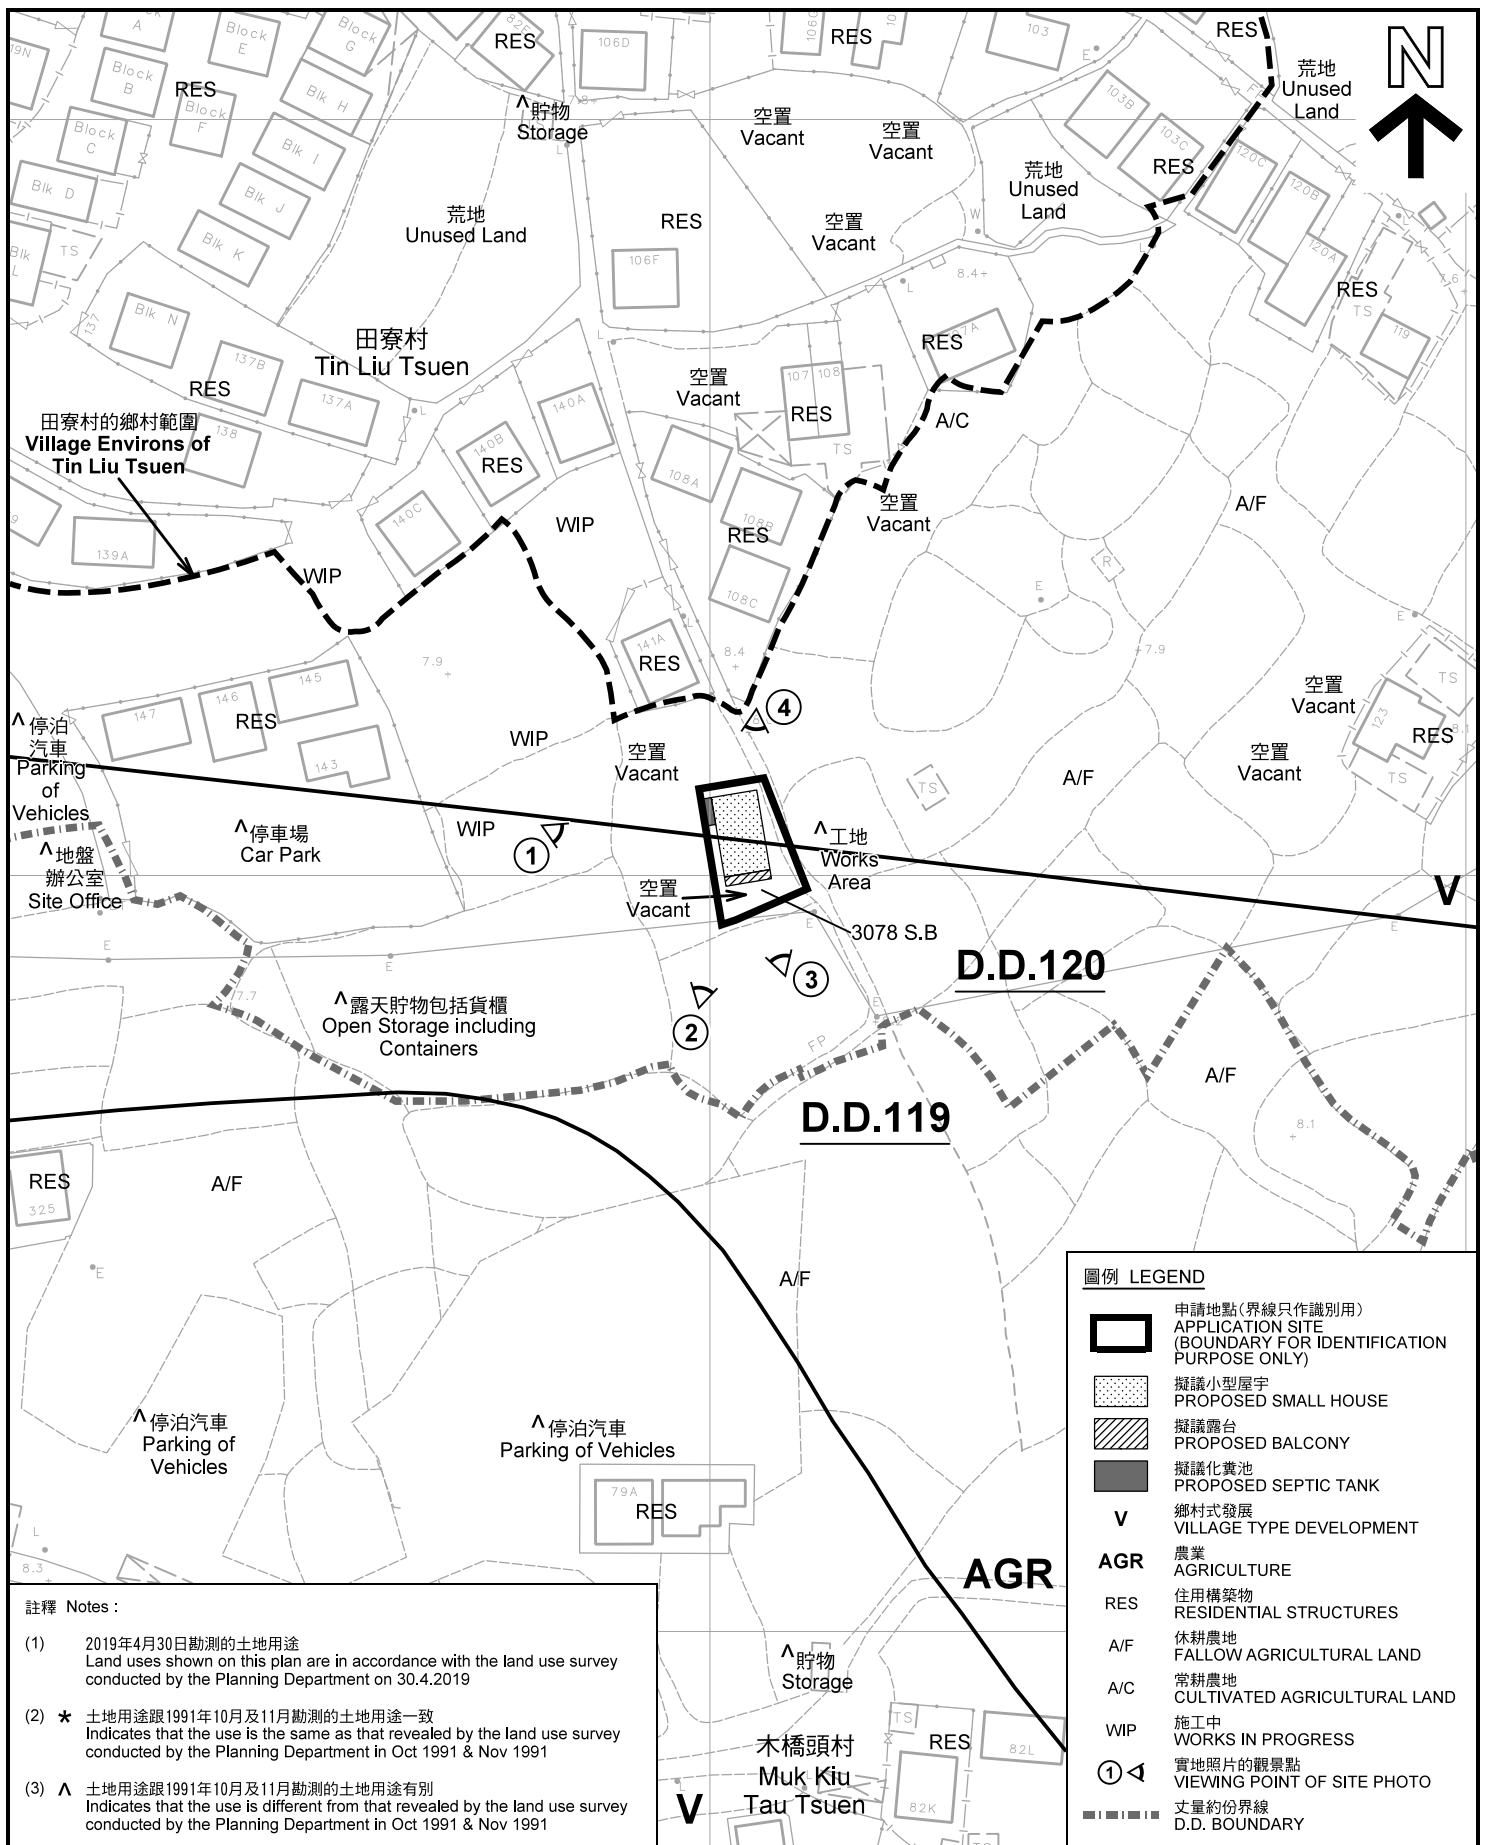 A
Block
Block
E
Block
G
82F
RES
106D
106G
RES
103
E
RES
荒地
Unused
Land
N
19N
Block
B
RES
Block
F
Blk H
^貯物
Storage
L
空置
Vacant
空置
Vacant
103B
103C
RES
F
Block
C
Blk I
Blk D
Blk J
荒地
Unused Land
RES
空置
Vacant
W
荒地
Unused
Land
120C
120B
120A
L
Blk
L
TS
Blk K
106F
L
8.4+
RES
TS
119
7.6
137
Blk N
137B
RES
137A
138
L
田寮村
Tin Liu Tsuen
L
空置
Vacant
107
108
RES
TS
RES
A/C
田寮村的鄉村範圍
Village Environs of
Tin Liu Tsuen
140A
140B
RES
140C
108A
108B
RES
108C
空置
Vacant
A/F
9
139A
WIP
WIP
R
E
E
7.9
141A
RES
L
8.4
7.9
空置
Vacant
TS
123
RES
8.1
TS
147
146
145
RES
143
WIP
④
空置
Vacant
^停泊
汽車
Parking
of
Vehicles
TS
A/F
空置
Vacant
^停車場
Car Park
WIP
①
^工地
Works
Area
^地盤
辦公室
Site Office
空置
Vacant
V
3078 S.B
E
E
E
E
D.D.120
③
7.7
^露天貯物包括貨櫃
Open Storage including
Containers
②
E
FP
A/F
D.D.119
8.1
RES
325
A/F
E
A/F
^停泊汽車
Parking of
Vehicles
^停泊汽車
Parking of Vehicles
79A
RES
L
8.3
AGR
^貯物
Storage
TS
RES
82L
木橋頭村
Muk Kiu
Tau Tsuen
L
82K
V
TS
圖例 LEGEND
申請地點(界線只作識別用)
APPLICATION SITE
(BOUNDARY FOR IDENTIFICATION
PURPOSE ONLY)
擬議小型屋宇
PROPOSED SMALL HOUSE
擬議露台
PROPOSED BALCONY
擬議化糞池
PROPOSED SEPTIC TANK
V
鄉村式發展
VILLAGE TYPE DEVELOPMENT
AGR
農業
AGRICULTURE
RES
住用構築物
RESIDENTIAL STRUCTURES
A/F
休耕農地
FALLOW AGRICULTURAL LAND
A/C
常耕農地
CULTIVATED AGRICULTURAL LAND
WIP
施工中
WORKS IN PROGRESS
①
實地照片的觀景點
VIEWING POINT OF SITE PHOTO
丈量約份界線
D.D. BOUNDARY
註釋 Notes :
(1) 2019年4月30日勘測的土地用途
Land uses shown on this plan are in accordance with the land use survey
conducted by the Planning Department on 30.4.2019
(2) * 土地用途跟1991年10月及11月勘測的土地用途一致
Indicates that the use is the same as that revealed by the land use survey
conducted by the Planning Department in Oct 1991 & Nov 1991
(3) ^ 土地用途跟1991年10月及11月勘測的土地用途有別
Indicates that the use is different from that revealed by the land use survey
conducted by the Planning Department in Oct 1991 & Nov 1991